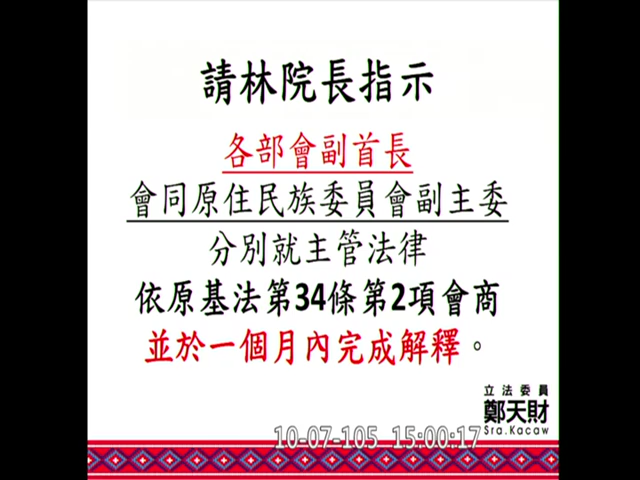 請林院長指示
各部會副首長
會同原住民族委員會副主委
分別就主管法律
依原基法第34條第2項會商
並於一個月內完成解釋。
立法委員
鄭天財
Sra.Kacaw
10-07-105 15:00:17